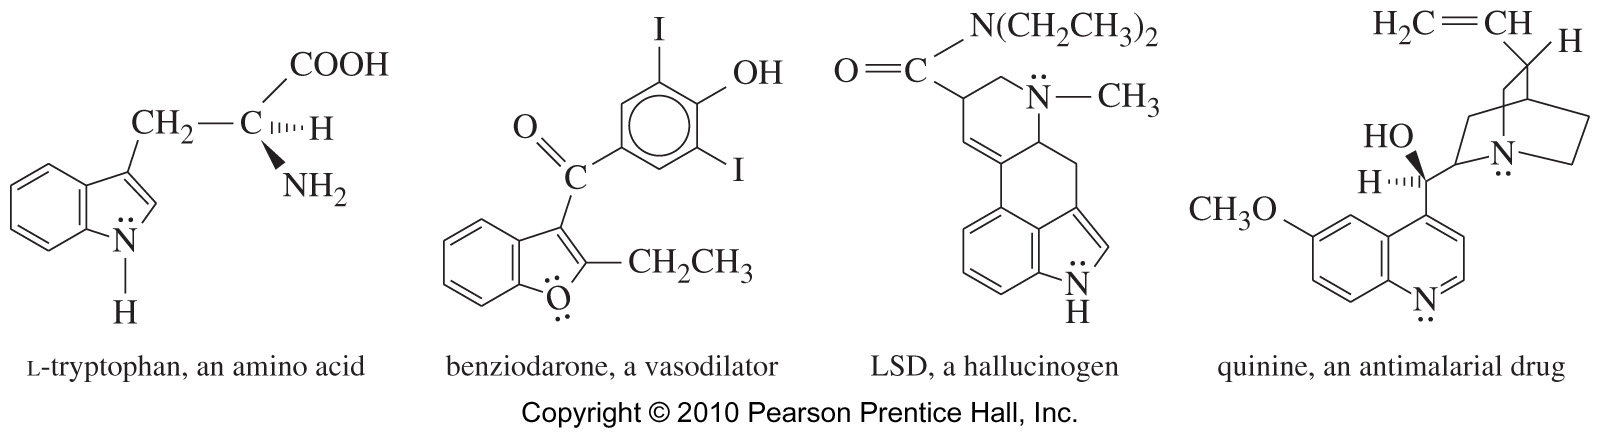 COOH
CH2
C
H
NH2
N
H
L-tryptophan, an amino acid
I
OH
O
I
C
CH2CH3
O
benziodarone, a vasodilator
N(CH2CH3)2
O
C
N
CH3
N
H
LSD, a hallucinogen
H2C
CH
H
HO
N
H
C
CH3O
N
quinine, an antimalarial drug
Copyright © 2010 Pearson Prentice Hall, Inc.